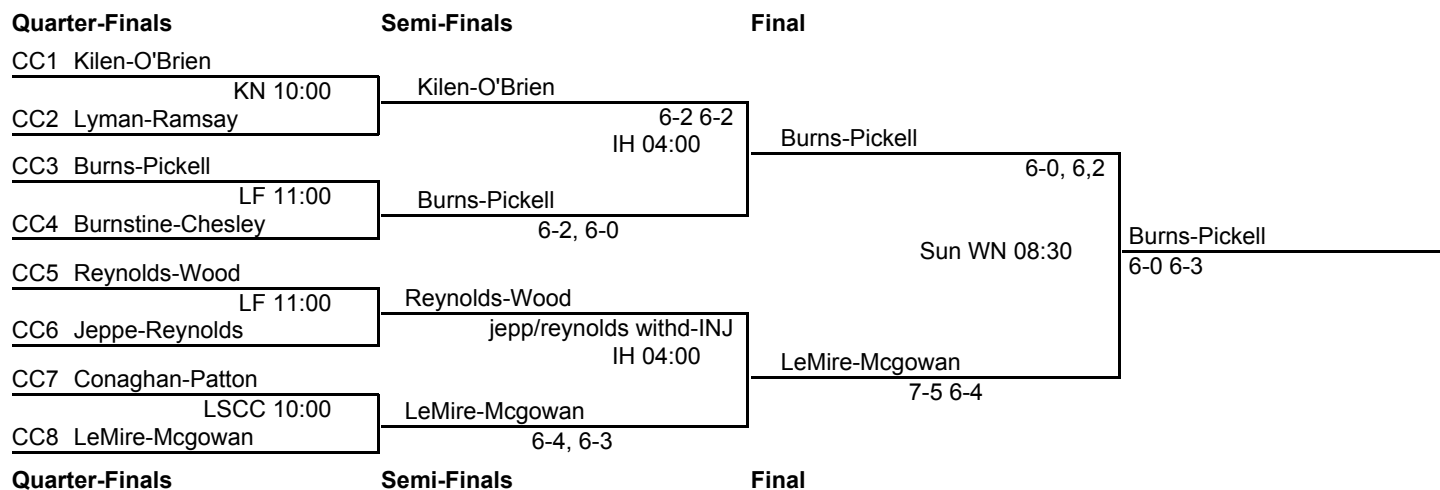 Quarter-Finals Semi-Finals Final
CC1 Kilen-O'Brien
KN 10:00 Kilen-O'Brien
CC2 Lyman-Ramsay 6-2 6-2
IH 04:00 Burns-Pickell
CC3 Burns-Pickell 6-0, 6,2
LF 11:00 Burns-Pickell
CC4 Burnstine-Chesley 6-2, 6-0
Sun WN 08:30 Burns-Pickell
CC5 Reynolds-Wood 6-0 6-3
LF 11:00 Reynolds-Wood
CC6 Jeppe-Reynolds jepp/reynolds withd-INJ
IH 04:00 LeMire-Mcgowan
CC7 Conaghan-Patton 7-5 6-4
LSCC 10:00 LeMire-Mcgowan
CC8 LeMire-Mcgowan 6-4, 6-3
Quarter-Finals Semi-Finals Final